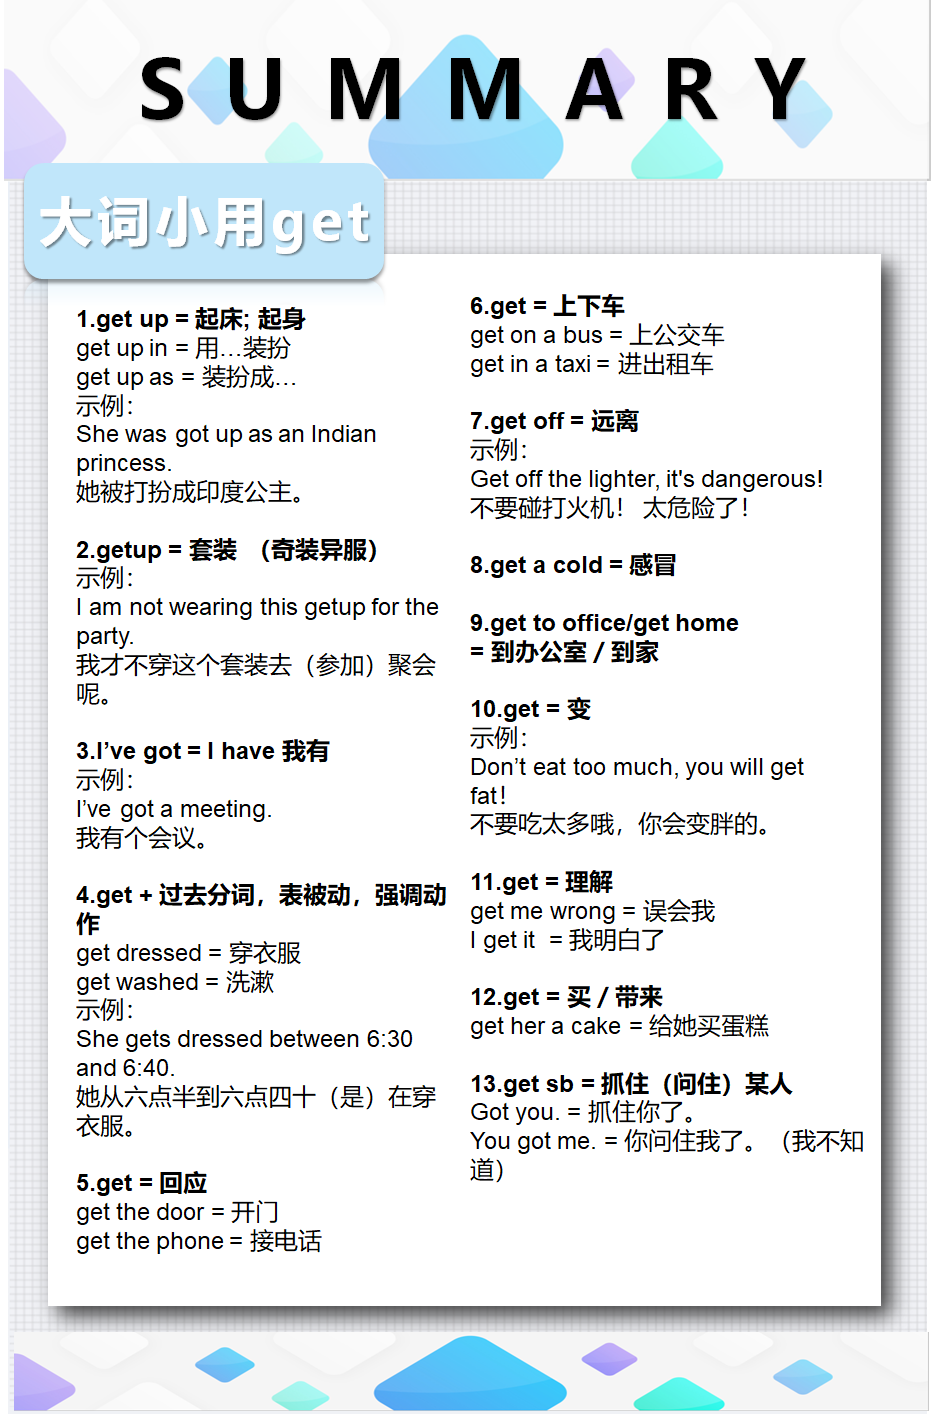 SUMMARY
大词小用get
1.get up = 起床; 起身
get up in = 用…装扮
get up as = 装扮成…
示例：
She was got up as an Indian
princess.
她被打扮成印度公主。
2.getup = 套装 （奇装异服）
示例：
I am not wearing this getup for the
party.
我才不穿这个套装去（参加）聚会
呢。
3.I’ve got = I have 我有
示例：
I’ve got a meeting.
我有个会议。
4.get + 过去分词，表被动，强调动
作
get dressed = 穿衣服
get washed = 洗漱
示例：
She gets dressed between 6:30
and 6:40.
她从六点半到六点四十（是）在穿
衣服。
5.get = 回应
get the door = 开门
get the phone = 接电话
6.get = 上下车
get on a bus = 上公交车
get in a taxi = 进出租车
7.get off = 远离
示例：
Get off the lighter, it's dangerous!
不要碰打火机！ 太危险了！
8.get a cold = 感冒
9.get to office/get home
= 到办公室 / 到家
10.get = 变
示例：
Don’t eat too much, you will get
fat！
不要吃太多哦，你会变胖的。
11.get = 理解
get me wrong = 误会我
I get it = 我明白了
12.get = 买 / 带来
get her a cake = 给她买蛋糕
13.get sb = 抓住（问住）某人
Got you. = 抓住你了。
You got me. = 你问住我了。（我不知
道）